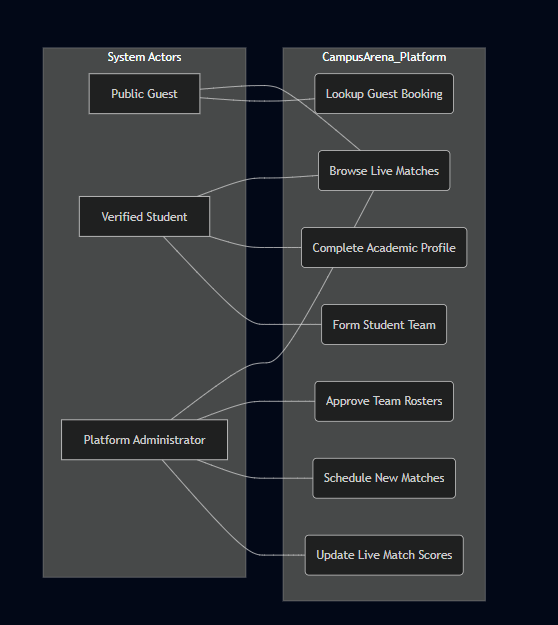 System Actors
Public Guest
Verified Student
Platform Administrator
CampusArena_Platform
Lookup Guest Booking
Browse Live Matches
Complete Academic Profile
Form Student Team
Approve Team Rosters
Schedule New Matches
Update Live Match Scores